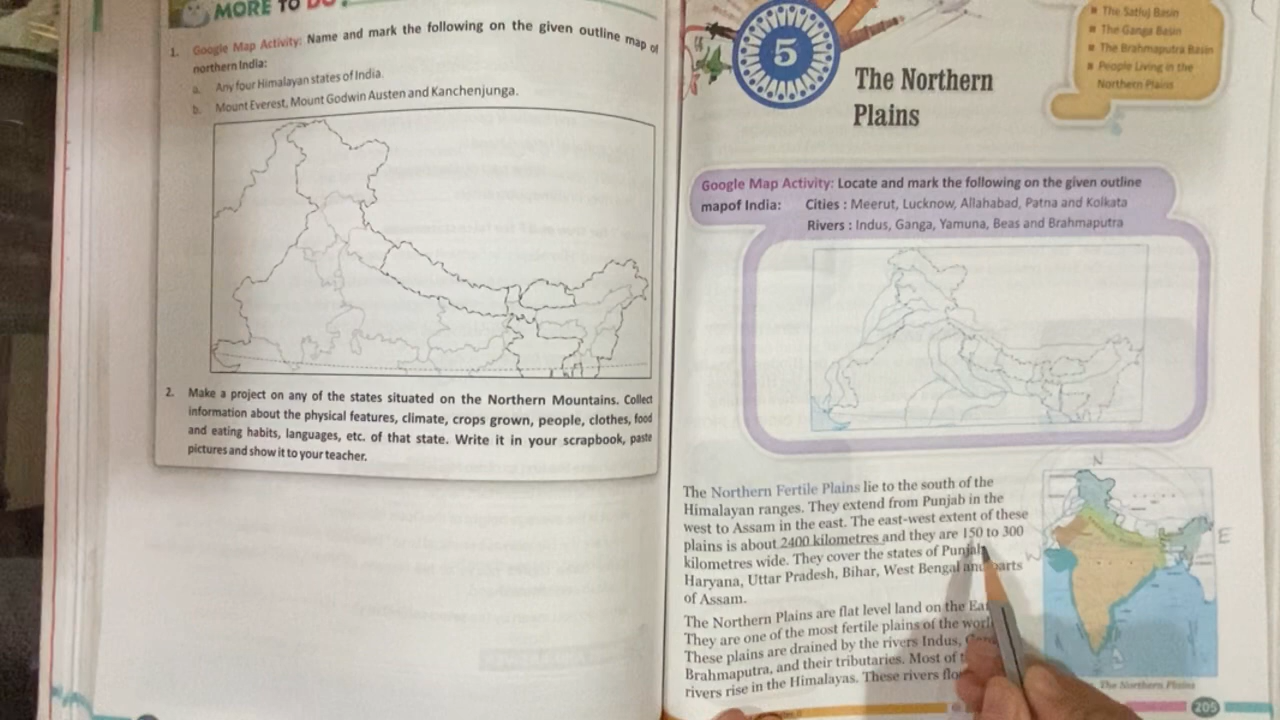 MORE TO DO :
1. Google Map Activity: Name and mark the following on the given outline map of
northern India:
a. Any four Himalayan states of India.
b. Mount Everest, Mount Godwin Austen and Kanchenjunga.
2. Make a project on any of the states situated on the Northern Mountains. Collect
information about the physical features, climate, crops grown, people, clothes, food
and eating habits, languages, etc. of that state. Write it in your scrapbook, paste
pictures and show it to your teacher.
5
The Northern
Plains
The Satluj Basin
The Ganga Basin
The Brahmaputra Basin
People Living in the
Northern Plains
Google Map Activity: Locate and mark the following on the given outline
mapof India: Cities : Meerut, Lucknow, Allahabad, Patna and Kolkata
Rivers : Indus, Ganga, Yamuna, Beas and Brahmaputra
The Northern Fertile Plains lie to the south of the
Himalayan ranges. They extend from Punjab in the
west to Assam in the east. The east-west extent of these
plains is about 2400 kilometres and they are 150 to 300
kilometres wide. They cover the states of Punjab
Haryana, Uttar Pradesh, Bihar, West Bengal and parts
of Assam.
The Northern Plains are flat level land on the
They are one of the most fertile plains of the
These plains are drained by the rivers Indus,
Brahmaputra, and their tributaries. Most of
rivers rise in the Himalayas. These rivers
N
E
The Northern Plains
205